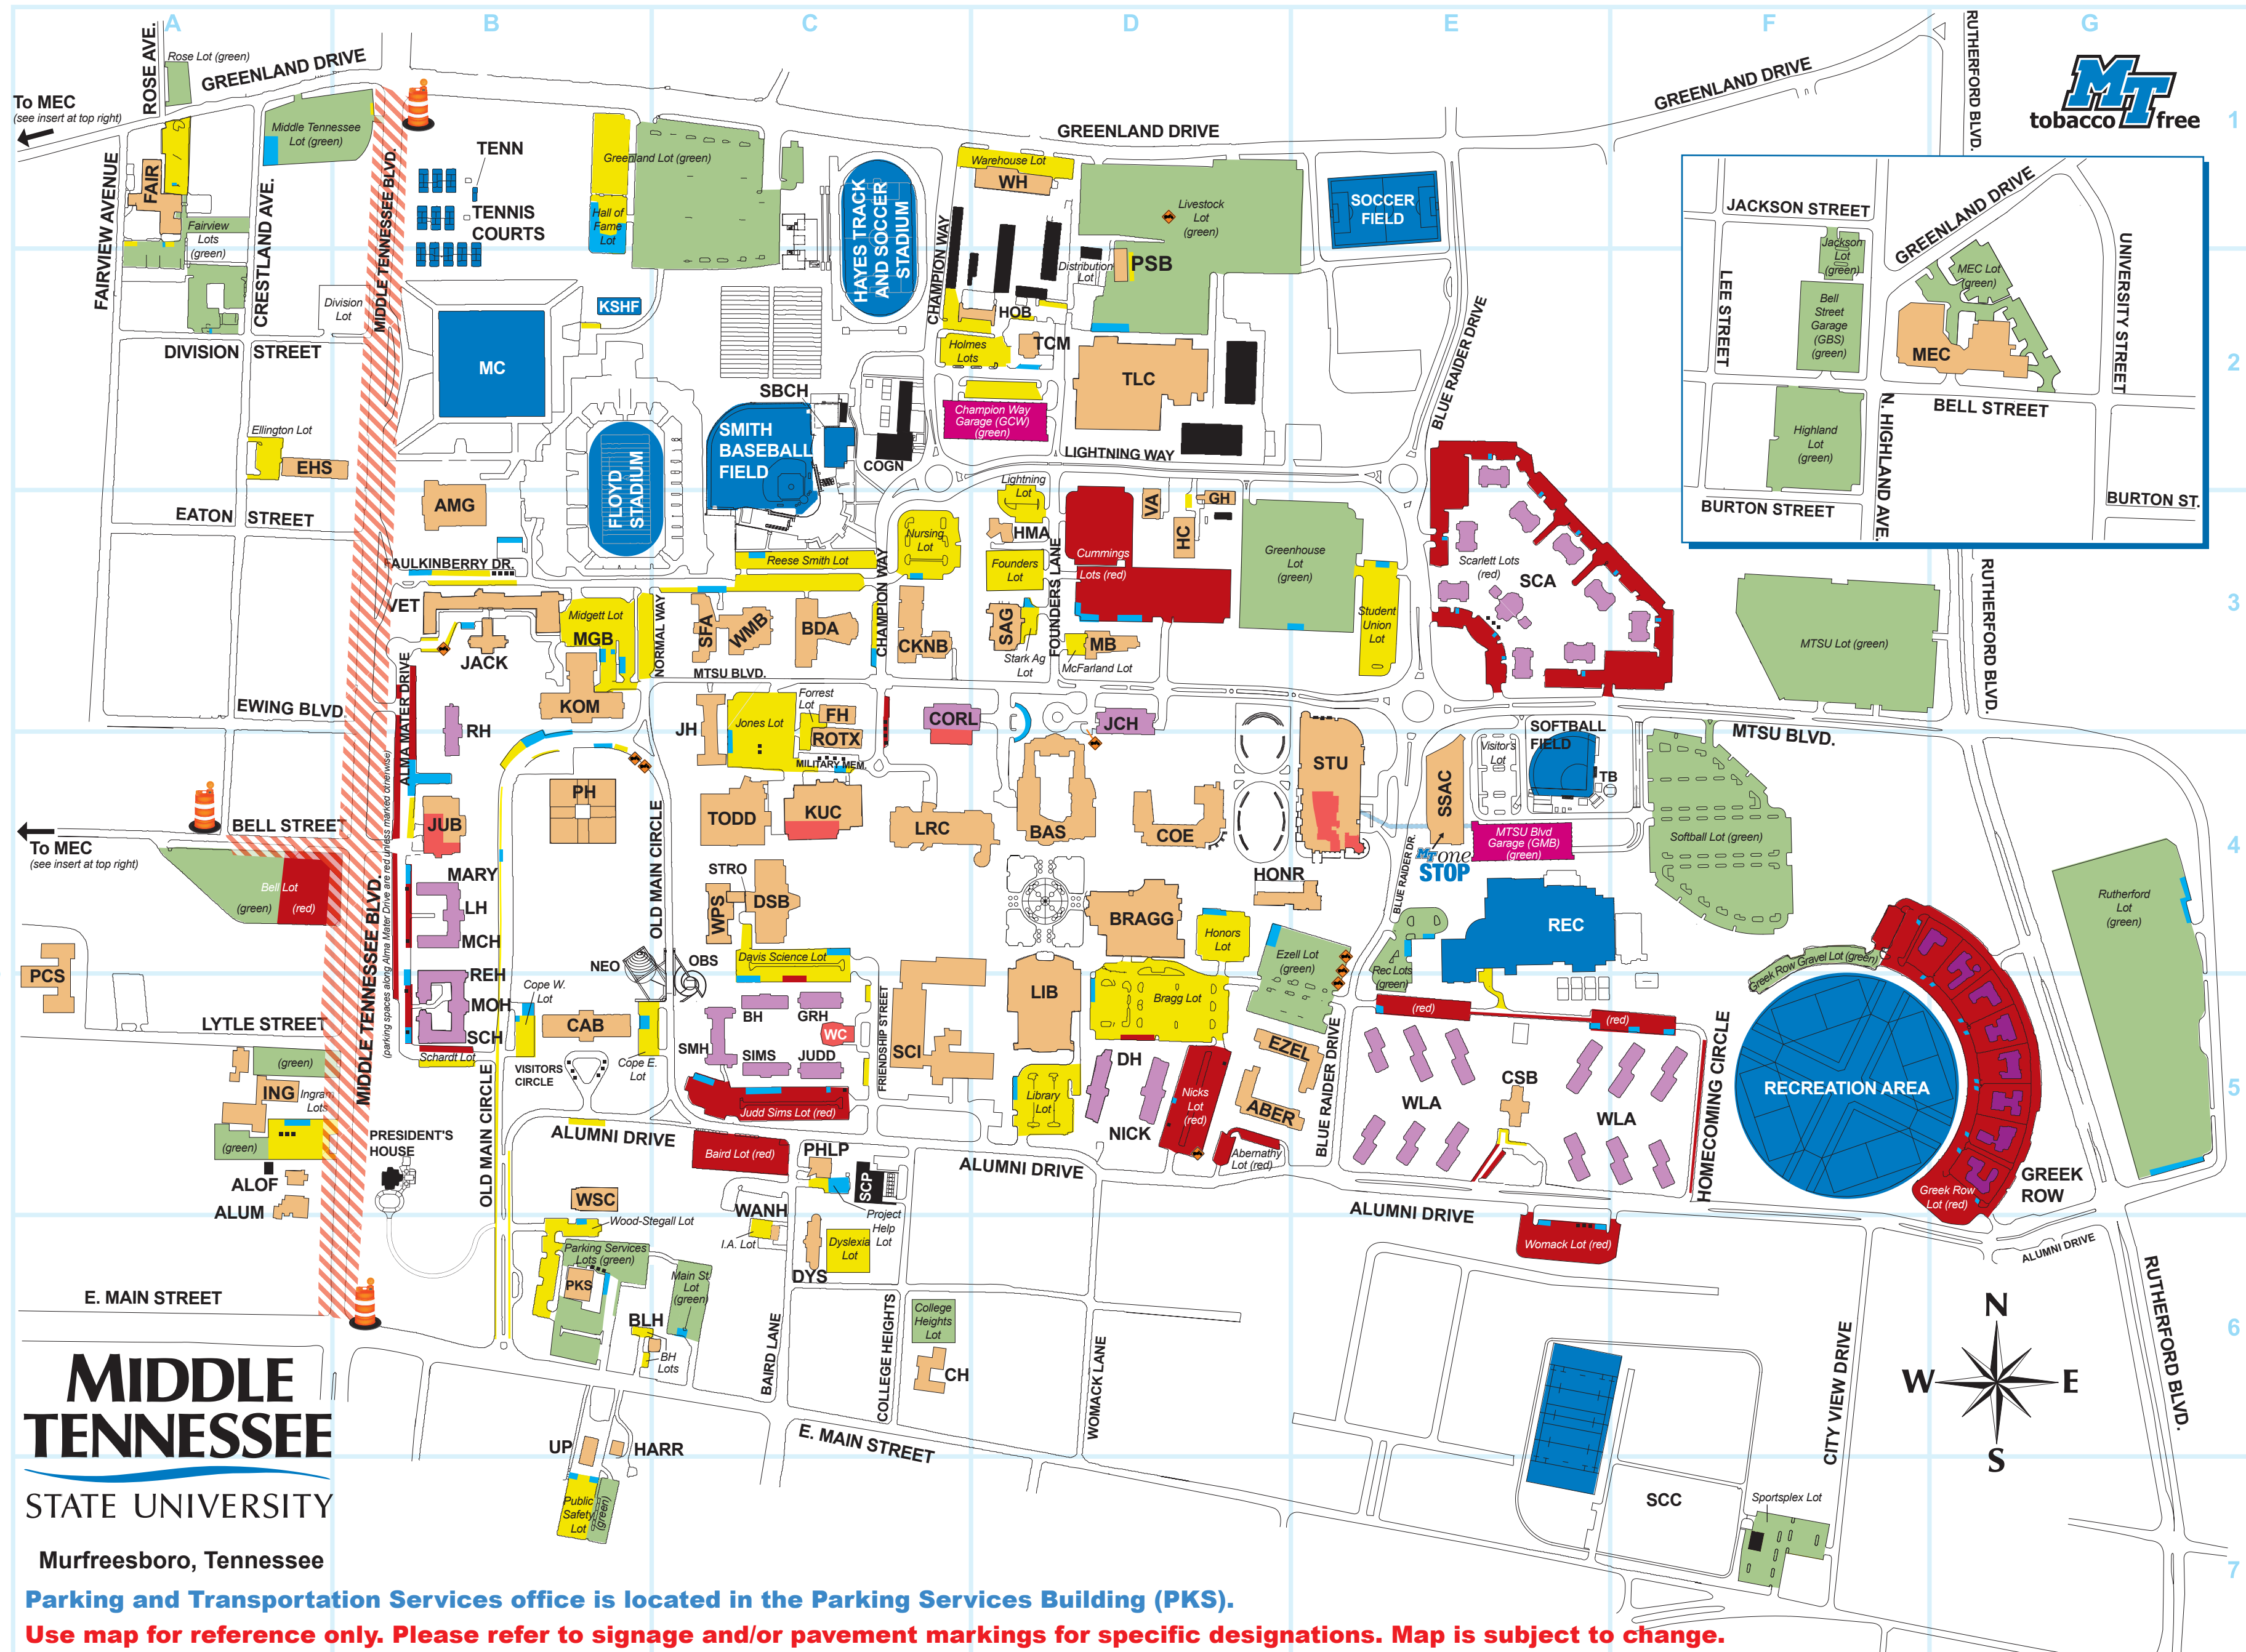 A
B
C
D
E
F
G
1
2
3
4
5
6
7
ROSE AVE.
Rose Lot (green)
GREENLAND DRIVE
To MEC
(see insert at top right)
Middle Tennessee
Lot (green)
FAIRVIEW AVENUE
FAIR
Fairview
Lots
(green)
CRESTLAND AVE.
Division
Lot
MIDDLE TENNESSEE BLVD.
DIVISION STREET
TENN
TENNIS
COURTS
Greenland Lot (green)
Hall of
Fame
Lot
KSHF
MC
HAYES TRACK
AND SOCCER
STADIUM
CHAMPION WAY
GREENLAND DRIVE
Warehouse Lot
WH
Livestock
Lot
(green)
Distribution
Lot
PSB
HOB
Holmes
Lots
TCM
TLC
Champion Way
Garage (GCW)
(green)
LIGHTNING WAY
SOCCER
FIELD
BLUE RAIDER DRIVE
GREENLAND DRIVE
RUTHERFORD BLVD.
MT
tobacco free
JACKSON STREET
GREENLAND DRIVE
Jackson
Lot
(green)
MEC Lot
(green)
UNIVERSITY STREET
LEE STREET
Bell
Street
Garage
(GBS)
(green)
MEC
BELL STREET
Highland
Lot
(green)
N. HIGHLAND AVE.
BURTON STREET
BURTON ST.
Ellington Lot
EHS
EATON STREET
AMG
FLOYD
STADIUM
SBCH
SMITH
BASEBALL
FIELD
COGN
FAULKINBERRY DR.
VET
JACK
Midgett Lot
MGB
KOM
NORMAL WAY
Reese Smith Lot
SFA
WMB
BDA
CHAMPION WAY
Nursing
Lot
CKNB
Lightning
Lot
HMA
Founders
Lot
SAG
Stark Ag
Lot
FOUNDERS LANE
Cummings
Lots (red)
VA
HC
GH
MB
McFarland Lot
Greenhouse
Lot
(green)
Student
Union
Lot
Scarlett Lots
(red)
SCA
MTSU Lot (green)
RUTHERFORD BLVD.
MTSU BLVD.
EWING BLVD.
ALMA MATER DRIVE
RH
JH
Jones Lot
Forrest
Lot
FH
ROTX
MILITARY MEM.
CORL
JCH
STU
BLUE RAIDER DR.
SSAC
Visitor's
Lot
SOFTBALL
FIELD
TB
MTSU BLVD.
BELL STREET
To MEC
(see insert at top right)
Bell Lot
(green)
(red)
MIDDLE TENNESSEE BLVD.
(parking spaces along Alma Mater Drive are red unless marked otherwise)
JUB
PH
OLD MAIN CIRCLE
TODD
KUC
LRC
BAS
COE
MTSU Blvd
Garage (GMB)
(green)
MT one
STOP
Softball Lot (green)
Rutherford
Lot
(green)
MARY
LH
MCH
STRO
WPS
DSB
BRAGG
HONR
Honors
Lot
REC
PCS
REH
MOH
SCH
Schardt Lot
NEO
OBS
Davis Science Lot
Cope W.
Lot
CAB
Cope E.
Lot
VISITORS
CIRCLE
BH
GRH
WC
SMH
SIMS
JUDD
Judd Sims Lot (red)
FRIENDSHIP STREET
SCI
LIB
Library
Lot
Bragg Lot
DH
NICK
Nicks
Lot
(red)
Ezell Lot
(green)
EZEL
ABER
Abernathy
Lot (red)
BLUE RAIDER DRIVE
Rec Lots
(green)
(red)
(red)
WLA
CSB
WLA
HOMECOMING CIRCLE
Greek Row Gravel Lot (green)
RECREATION AREA
Greek Row
Lot (red)
GREEK
ROW
LYTLE STREET
(green)
ING
Ingram
Lots
(green)
ALOF
ALUM
PRESIDENT'S
HOUSE
OLD MAIN CIRCLE
ALUMNI DRIVE
Baird Lot (red)
PHLP
SCP
Project
Help
Lot
ALUMNI DRIVE
ALUMNI DRIVE
Womack Lot (red)
ALUMNI DRIVE
WSC
Wood-Stegall Lot
Parking Services
Lots (green)
PKS
Main St
Lot
(green)
WANH
I.A. Lot
DYS
Dyslexia
Lot
BLH
BH
Lots
BAIRD LANE
COLLEGE HEIGHTS
College
Heights
Lot
CH
WOMACK LANE
E. MAIN STREET
E. MAIN STREET
UP
HARR
Public
Safety
Lot
(green)
CITY VIEW DRIVE
RUTHERFORD BLVD.
SCC
Sportsplex Lot
N
W
E
S
MIDDLE
TENNESSEE
STATE UNIVERSITY
Murfreesboro, Tennessee
Parking and Transportation Services office is located in the Parking Services Building (PKS).
Use map for reference only. Please refer to signage and/or pavement markings for specific designations. Map is subject to change.